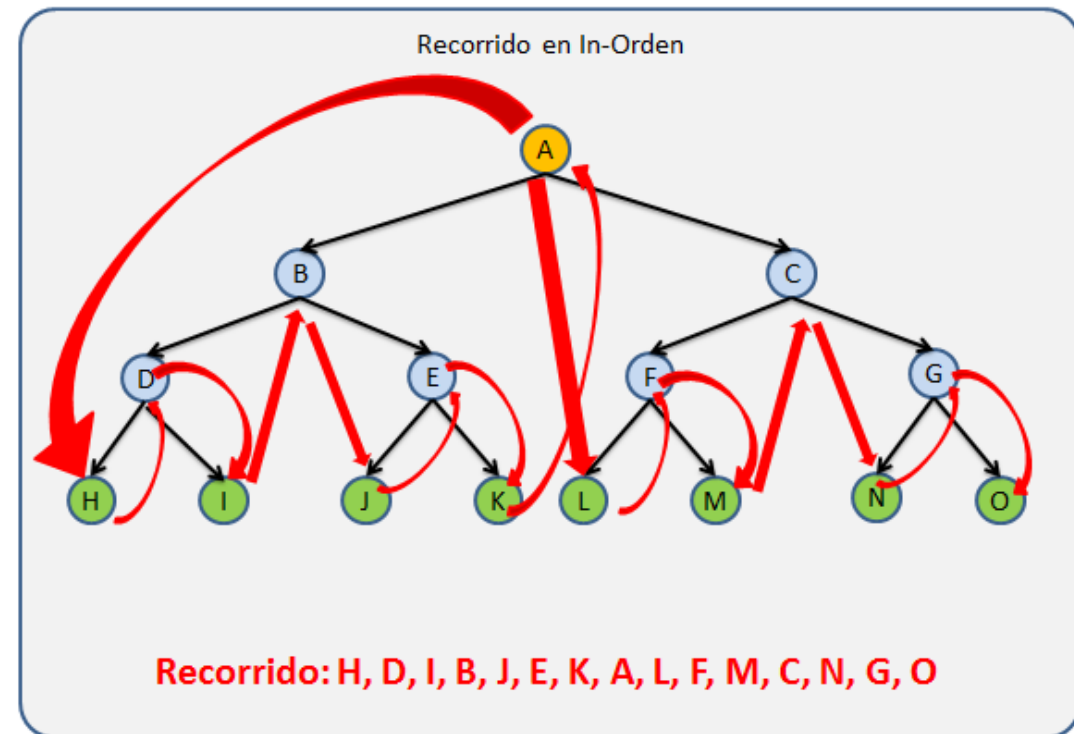 Recorrido en In-Orden
A
B
C
D
E
F
G
H
I
J
K
L
M
N
O
Recorrido: H, D, I, B, J, E, K, A, L, F, M, C, N, G, O